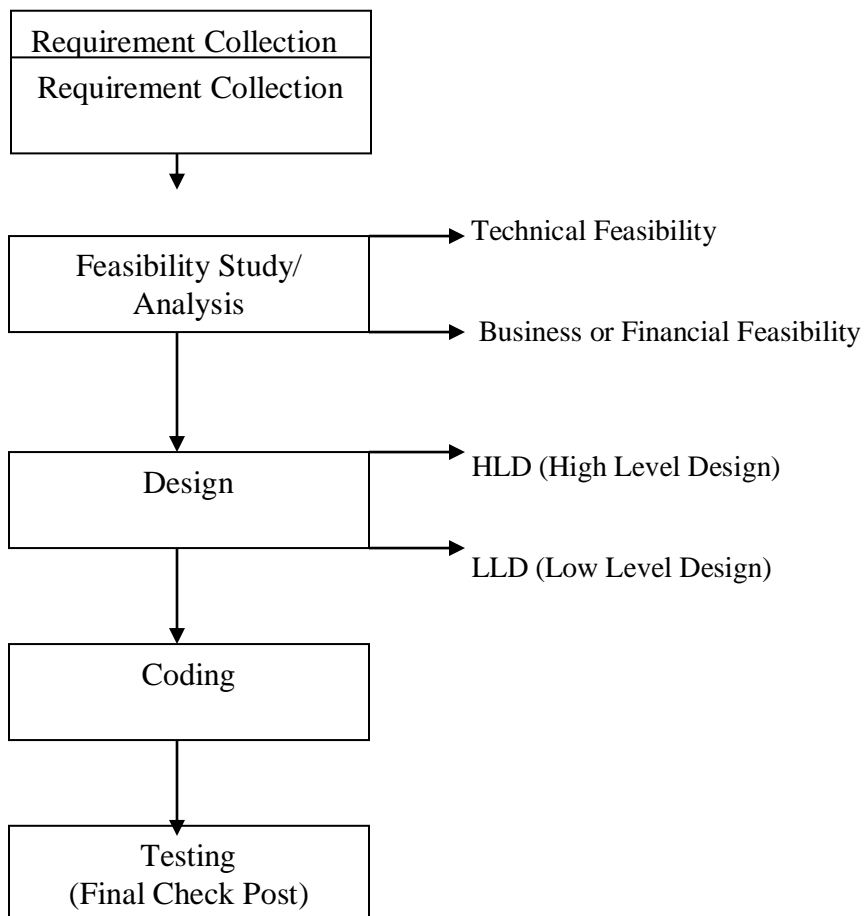 Requirement Collection
Requirement Collection
Technical Feasibility
Feasibility Study/
Analysis
Business or Financial Feasibility
HLD (High Level Design)
Design
LLD (Low Level Design)
Coding
Testing
(Final Check Post)